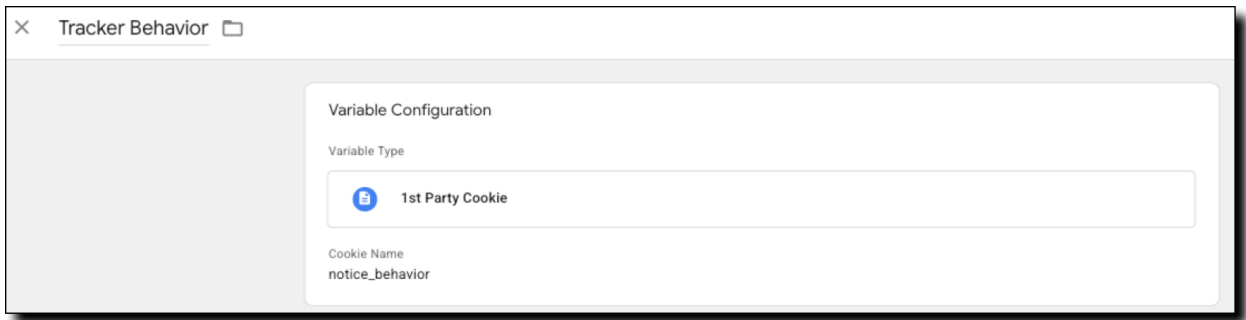 Tracker Behavior
Variable Configuration
Variable Type
1st Party Cookie
Cookie Name
notice_behavior